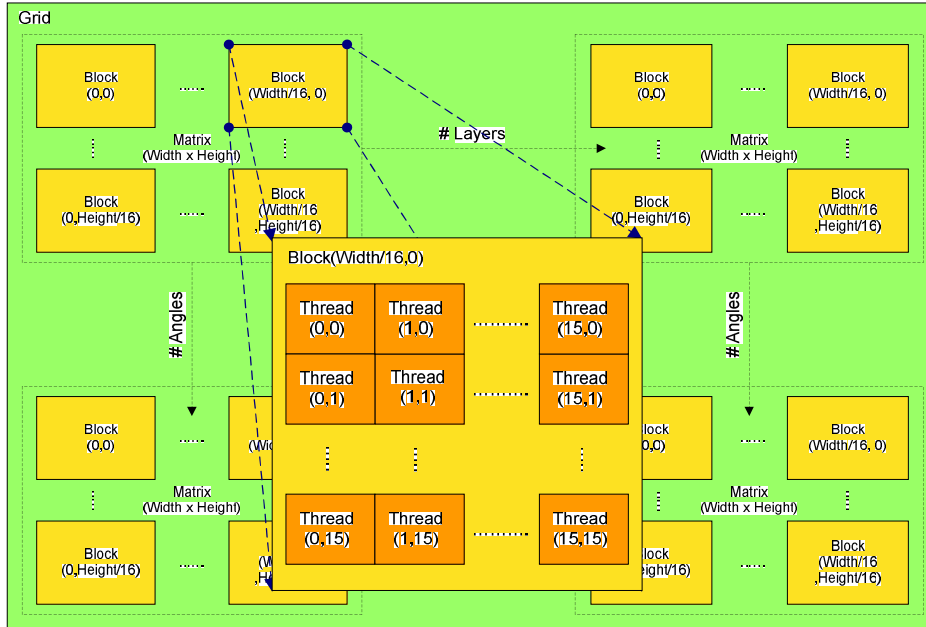 Grid
Block
(0,0)
......
Block
(Width/16, 0)
Matrix
(Width x Height)
Block
(0,Height/16)
......
Block
(Width/16
,Height/16)
# Layers
Block
(0,0)
......
Block
(Width/16, 0)
Matrix
(Width x Height)
Block
(0,Height/16)
......
Block
(Width/16
,Height/16)
# Angles
# Angles
Block(Width/16,0)
Thread
(0,0)
Thread
(1,0)
Thread
(15,0)
Thread
(0,1)
Thread
(1,1)
Thread
(15,1)
Thread
(0,15)
Thread
(1,15)
Thread
(15,15)
Block
(0,0)
......
Matrix
(Width x Height)
Block
(0,Height/16)
......
Block
(Width/16, 0)
Matrix
(Width x Height)
Block
(Width/16
,Height/16)